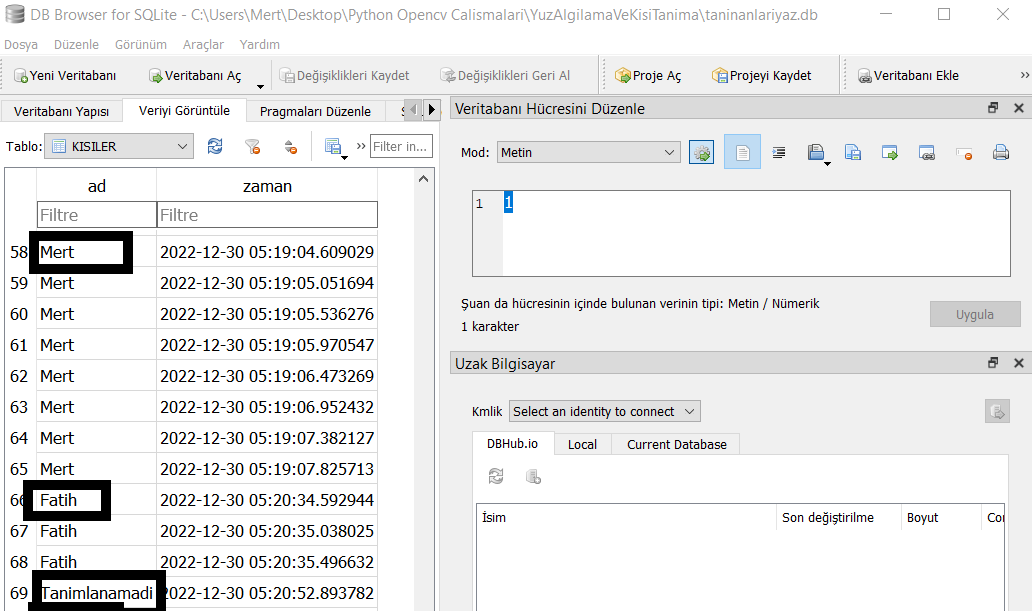 DB Browser for SQLite - C:\Users\Mert\Desktop\Python Opencv Calismalari\YuzAlgilamaVeKisiTanima\taninanlariyaz.db
Dosya Düzenle Görünüm Araçlar Yardım
Yeni Veritabanı Veritabanı Aç Değişiklikleri Kaydet Değişiklikleri Geri Al Proje Aç Projeyi Kaydet Veritabanı Ekle »
Veritabanı Yapısı Veriyi Görüntüle Pragmaları Düzenle
Tablo: KISILER » Filter in...
ad zaman
Filtre Filtre
58 Mert 2022-12-30 05:19:04.609029
59 Mert 2022-12-30 05:19:05.051694
60 Mert 2022-12-30 05:19:05.536276
61 Mert 2022-12-30 05:19:05.970547
62 Mert 2022-12-30 05:19:06.473269
63 Mert 2022-12-30 05:19:06.952432
64 Mert 2022-12-30 05:19:07.382127
65 Mert 2022-12-30 05:19:07.825713
66 Fatih 2022-12-30 05:20:34.592944
67 Fatih 2022-12-30 05:20:35.038025
68 Fatih 2022-12-30 05:20:35.496632
69 Tanimlanamadi 2022-12-30 05:20:52.893782
Veritabanı Hücresini Düzenle
Mod: Metin
1 1
Şuan da hücresinin içinde bulunan verinin tipi: Metin / Nümerik
1 karakter
Uygula
Uzak Bilgisayar
Kmlik Select an identity to connect
DBHub.io Local Current Database
İsim Son değiştirilme Boyut Co